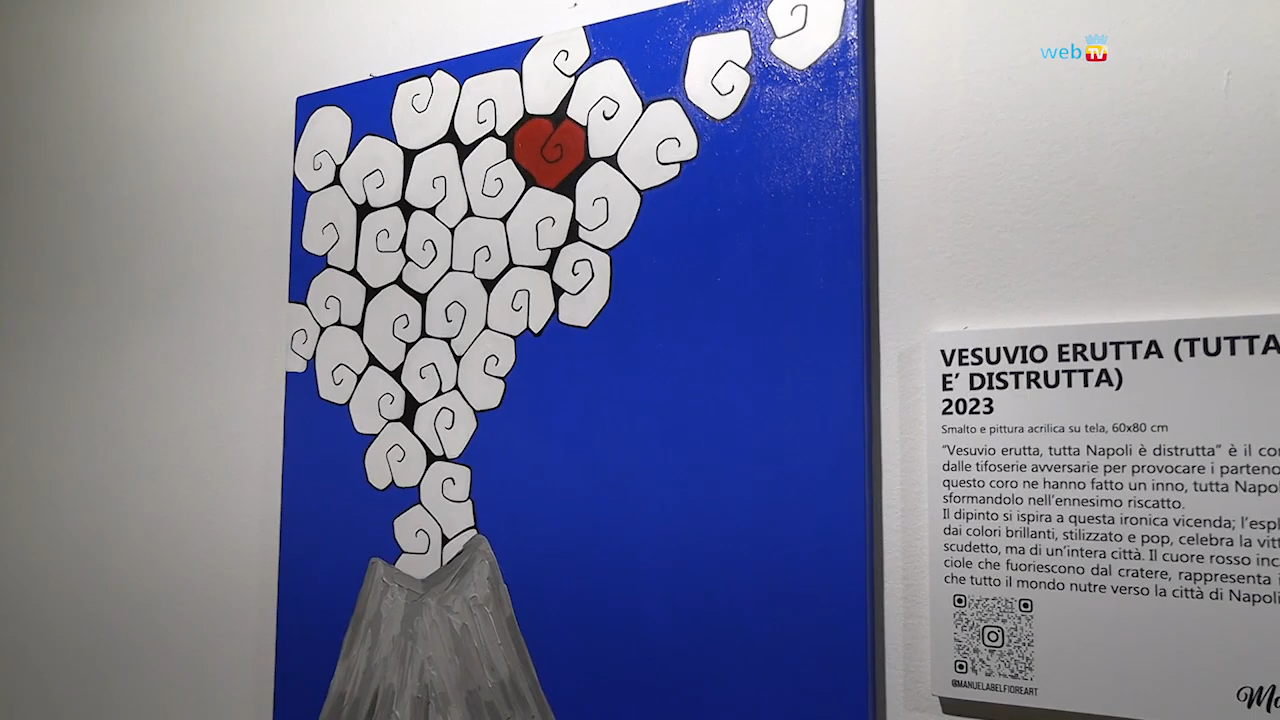 web TV
VESUVIO ERUTTA (TUTTA
E' DISTRUTTA)
2023
Smalto e pittura acrilica su tela, 60x80 cm
"Vesuvio erutta, tutta Napoli è distrutta" è il co
dalle tifoserie avversarie per provocare i parteno
questo coro ne hanno fatto un inno, tutta Napol
sformandolo nell'ennesimo riscatto.
Il dipinto si ispira a questa ironica vicenda; l'espl
dai colori brillanti, stilizzato e pop, celebra la vitt
scudetto, ma di un'intera città. Il cuore rosso inc
ciole che fuoriescono dal cratere, rappresenta
che tutto il mondo nutre verso la città di Napoli
@MANUELABELFIOREART